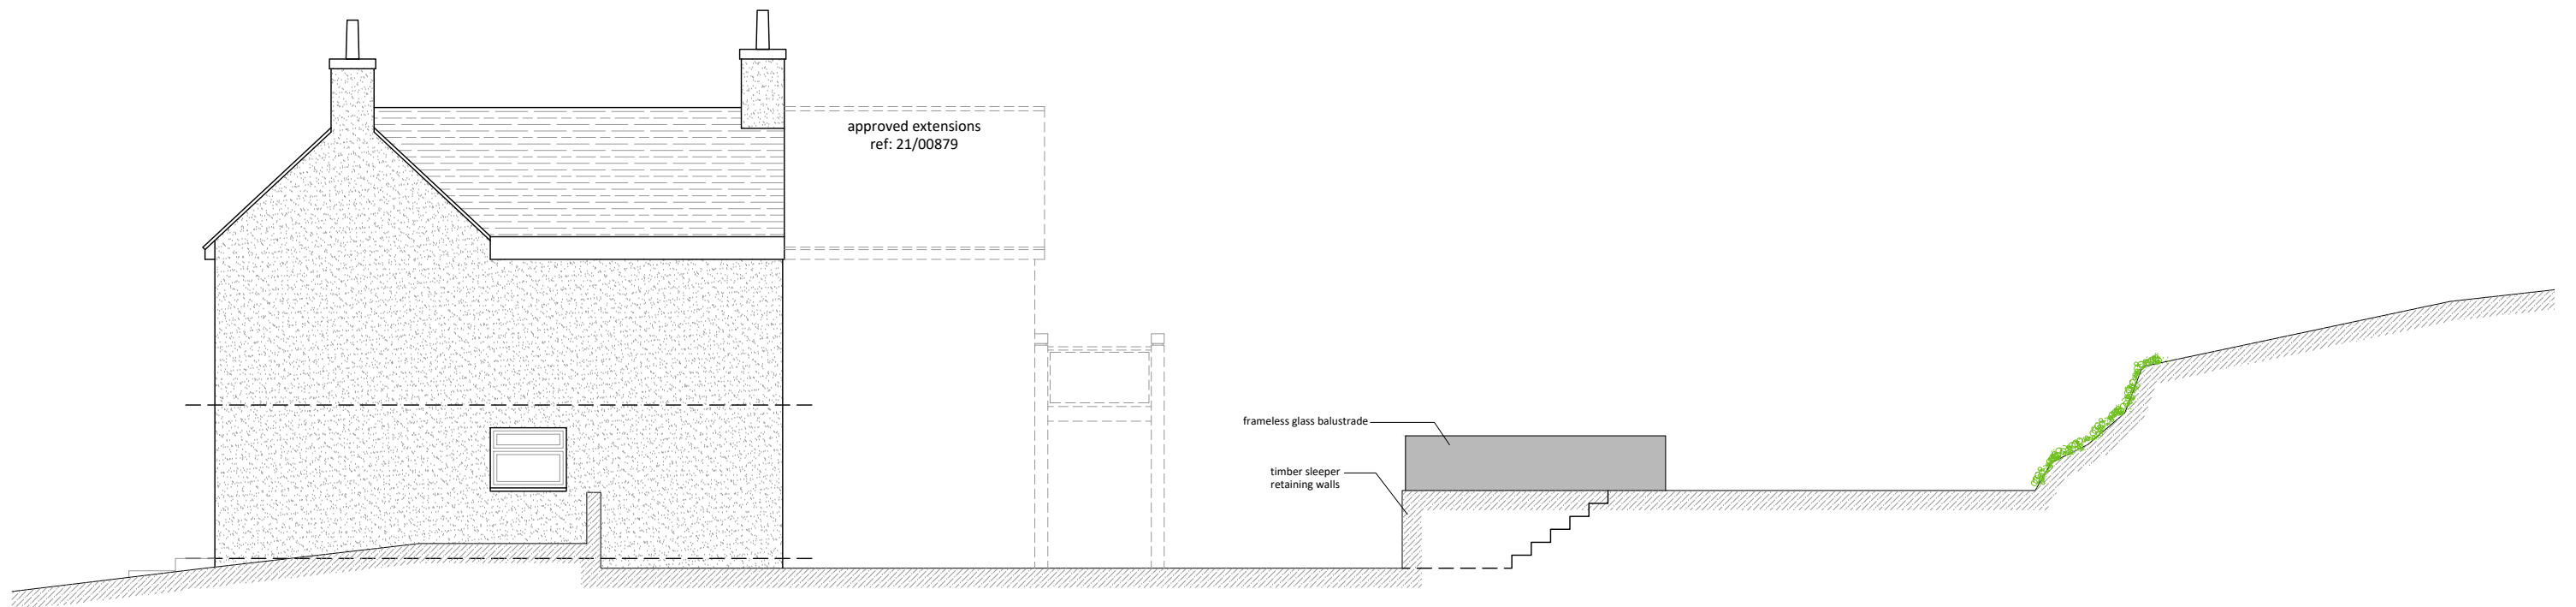 approved extensions
ref: 21/00879
frameless glass balustrade
timber sleeper
retaining walls